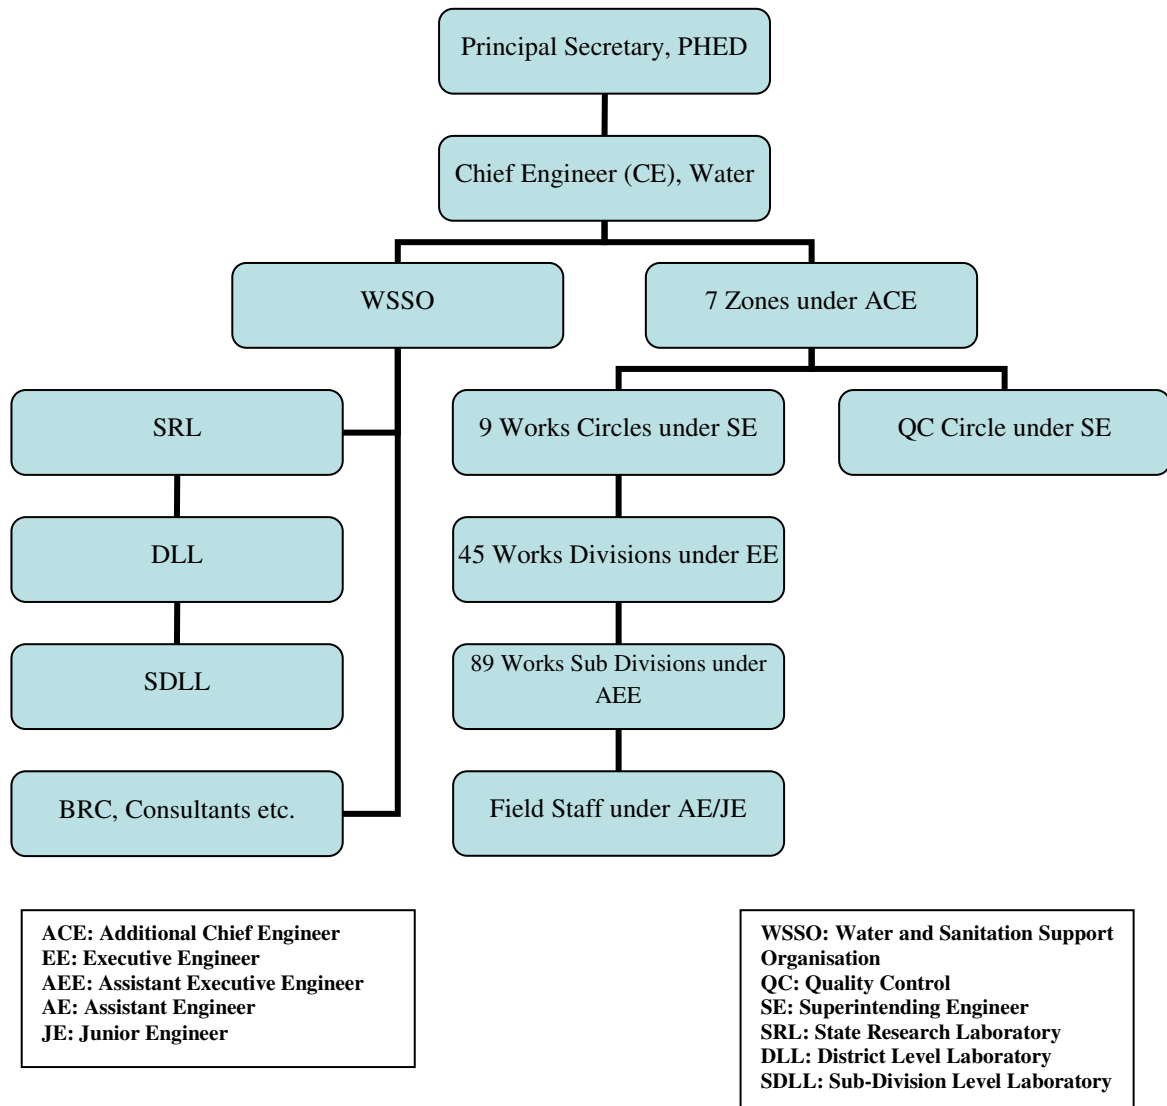 Principal Secretary, PHED
Chief Engineer (CE), Water
WSSO
7 Zones under ACE
SRL
9 Works Circles under SE
QC Circle under SE
DLL
45 Works Divisions under EE
SDLL
89 Works Sub Divisions under
AEE
BRC, Consultants etc.
Field Staff under AE/JE
ACE: Additional Chief Engineer
EE: Executive Engineer
AEE: Assistant Executive Engineer
AE: Assistant Engineer
JE: Junior Engineer
WSSO: Water and Sanitation Support
Organisation
QC: Quality Control
SE: Superintending Engineer
SRL: State Research Laboratory
DLL: District Level Laboratory
SDLL: Sub-Division Level Laboratory